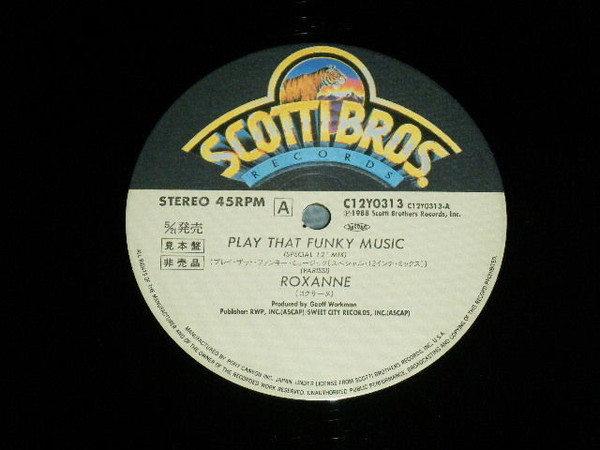 SCOTTI BROS.
RECORDS
STEREO 45RPM A
C12Y0313 C12Y0313-A
Ⓟ1988 Scotti Brothers Records, Inc.
5/21発売
見本盤
非売品
PLAY THAT FUNKY MUSIC
(SPECIAL 12" MIX)
[プレイ・ザット・ファンキー・ミュージック(スペシャル・12インチ・ミックス)]
(PARISSI)
ROXANNE
[ロクサーヌ]
Produced by Geoff Workman
Publisher: RWP, INC.(ASCAP)/SWEET CITY RECORDS, INC.(ASCAP)
MANUFACTURED BY PONY CANYON INC. JAPAN, UNDER LICENSE FROM SCOTTI BROTHERS RECORDS, INC., U.S.A.
ALL RIGHTS OF THE MANUFACTURER AND OF THE OWNER OF THE RECORDED WORK RESERVED. UNAUTHORIZED PUBLIC PERFORMANCE, BROADCASTING AND COPYING OF THIS RECORD PROHIBITED.